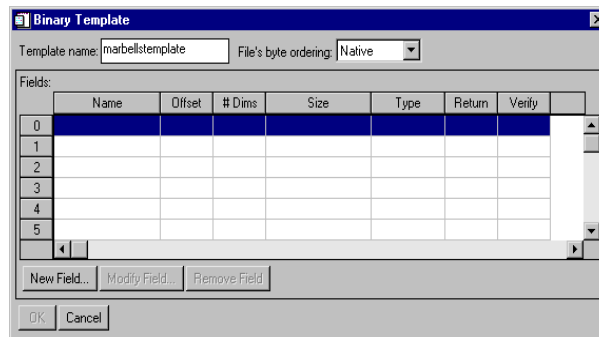 Binary Template
Template name: marbellstemplate File's byte ordering: Native
Fields:
Name Offset # Dims Size Type Return Verify
0
1
2
3
4
5
New Field... Modify Field... Remove Field
OK Cancel